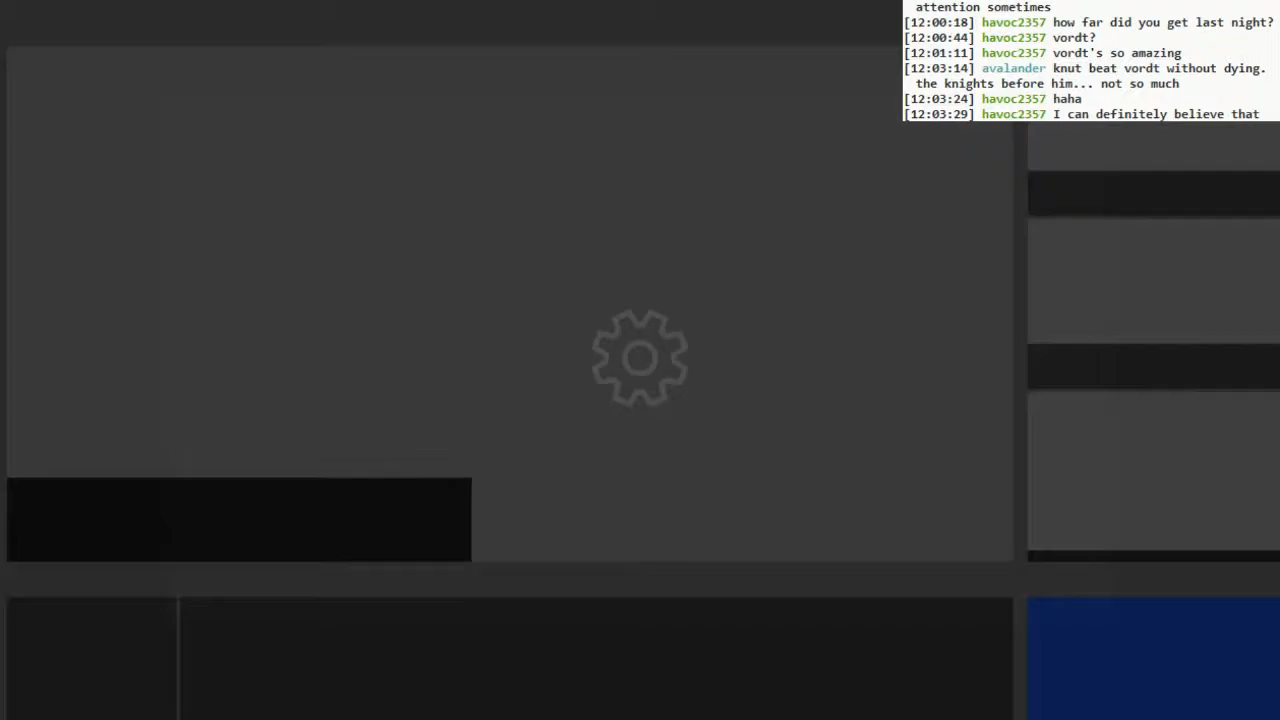 attention sometimes
[12:00:18] havoc2357 how far did you get last night?
[12:00:44] havoc2357 vordt?
[12:01:11] havoc2357 vordt's so amazing
[12:03:14] avalander knut beat vordt without dying.
the knights before him... not so much
[12:03:24] havoc2357 haha
[12:03:29] havoc2357 I can definitely believe that